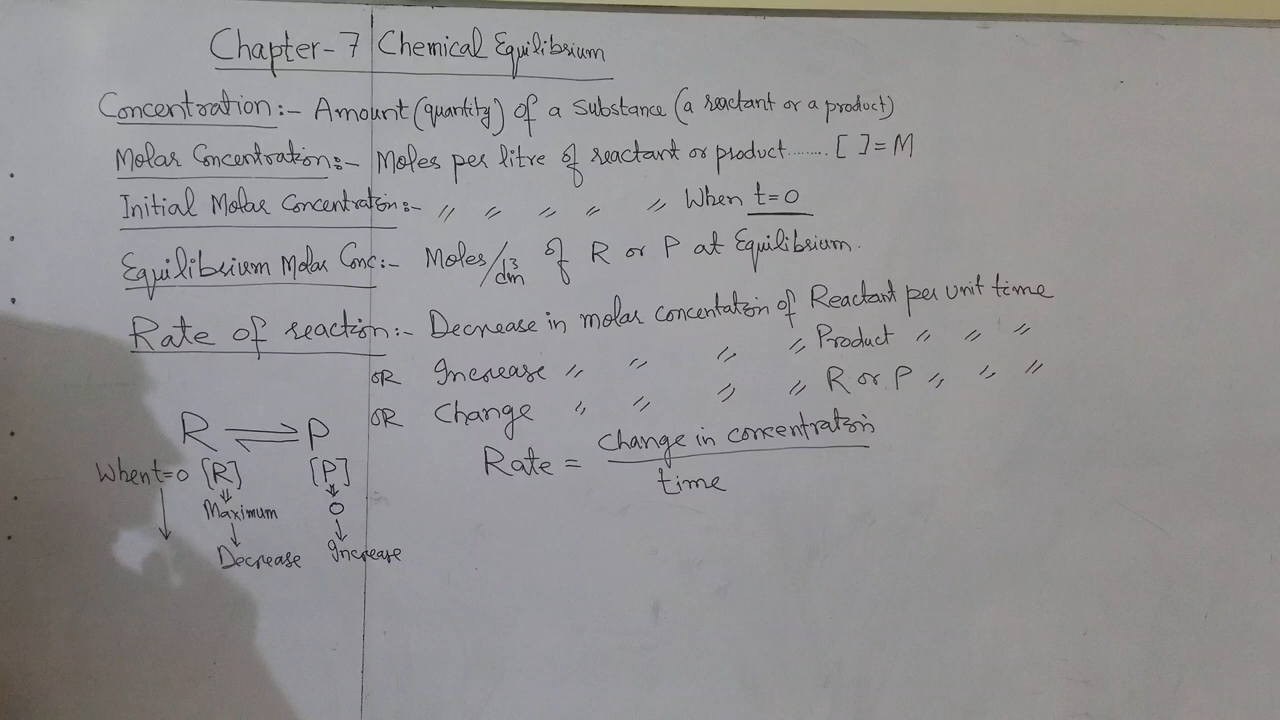 Chapter-7 Chemical Equilibrium
Concentration:- Amount (quantity) of a substance (a reactant or a product)
Molar Concentration:- Moles per litre of reactant or product........ [ ] = M
Initial Molar Concentration:- 〃 〃 〃 〃 〃 When t=0
Equilibrium Molar Conc:- Moles/dm³ of R or P at Equilibrium.
Rate of reaction:- Decrease in molar concentation of Reactant per unit time
OR Increase 〃 〃 〃 〃 Product 〃 〃 〃
OR Change 〃 〃 〃 〃 R or P 〃 〃 〃
R ⇌ P
Rate = Change in concentration / time
When t=0 [R] [P]
⇓ ⇓
Maximum 0
↓ ↓ ↓
Decrease Increase